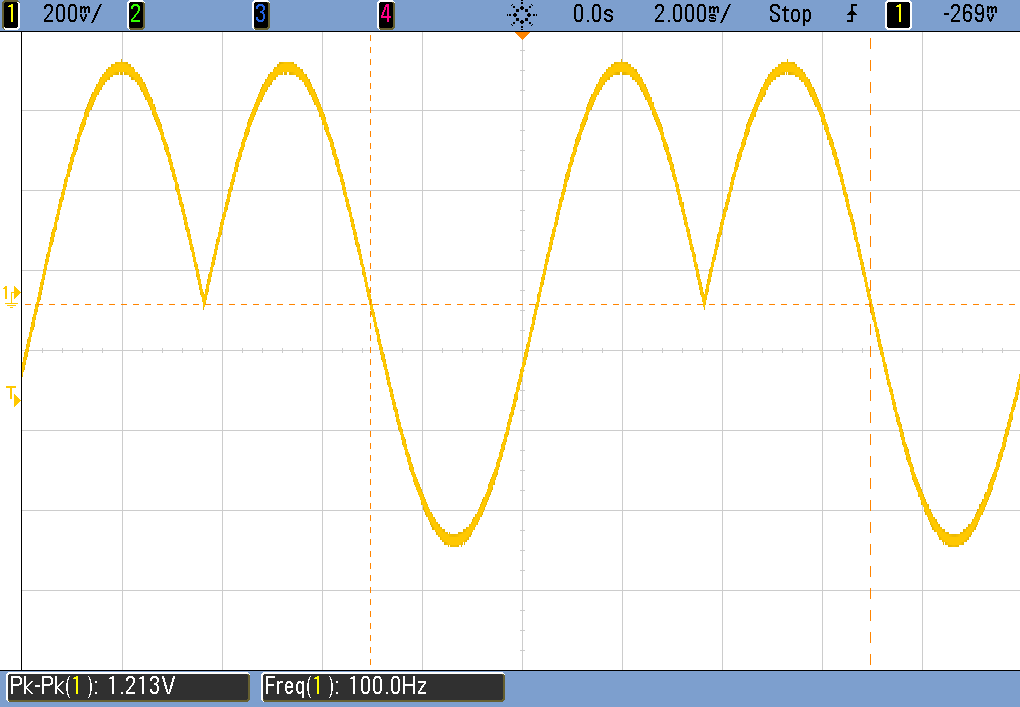 1 200mV/ 2 3 4 0.0s 2.000ms/ Stop 1 -269mV
1
T
Pk-Pk(1): 1.213V Freq(1): 100.0Hz